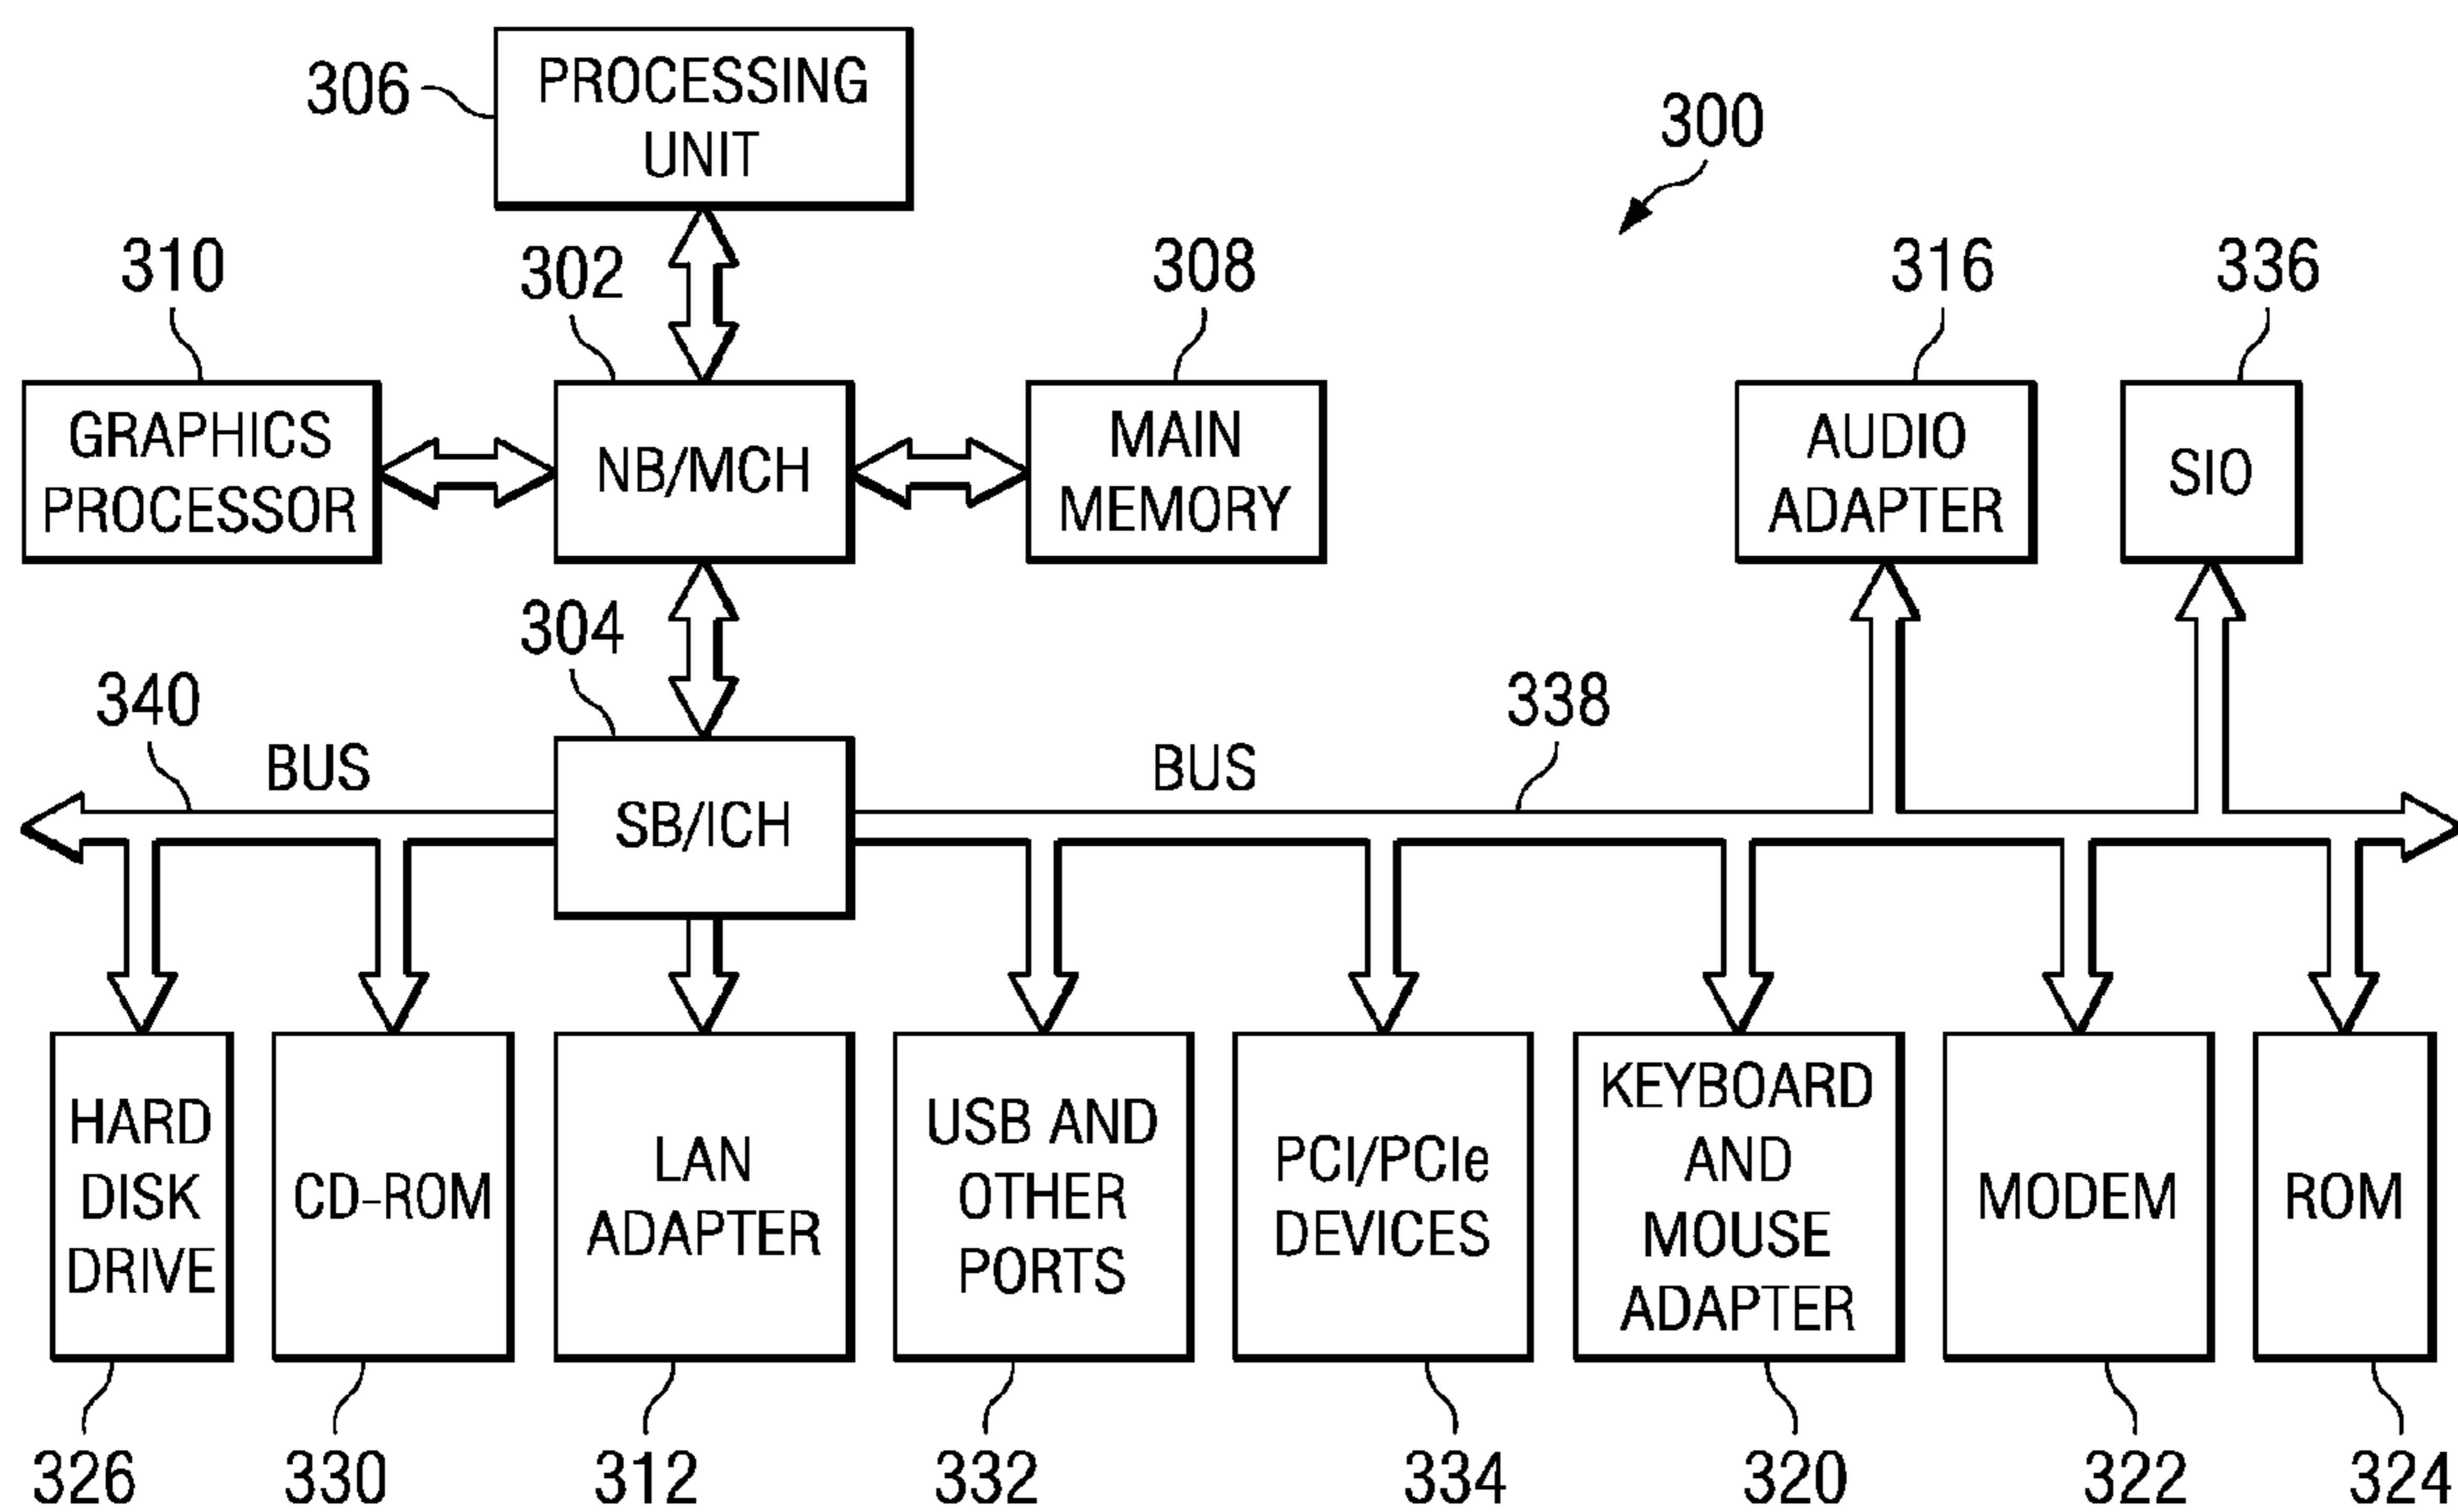 306
PROCESSING
UNIT
300
310
302
308
316
336
GRAPHICS
PROCESSOR
NB/MCH
MAIN
MEMORY
AUDIO
ADAPTER
SIO
304
340
BUS
SB/ICH
BUS
338
HARD
DISK
DRIVE
CD-ROM
LAN
ADAPTER
USB AND
OTHER
PORTS
PCI/PCIe
DEVICES
KEYBOARD
AND
MOUSE
ADAPTER
MODEM
ROM
326
330
312
332
334
320
322
324